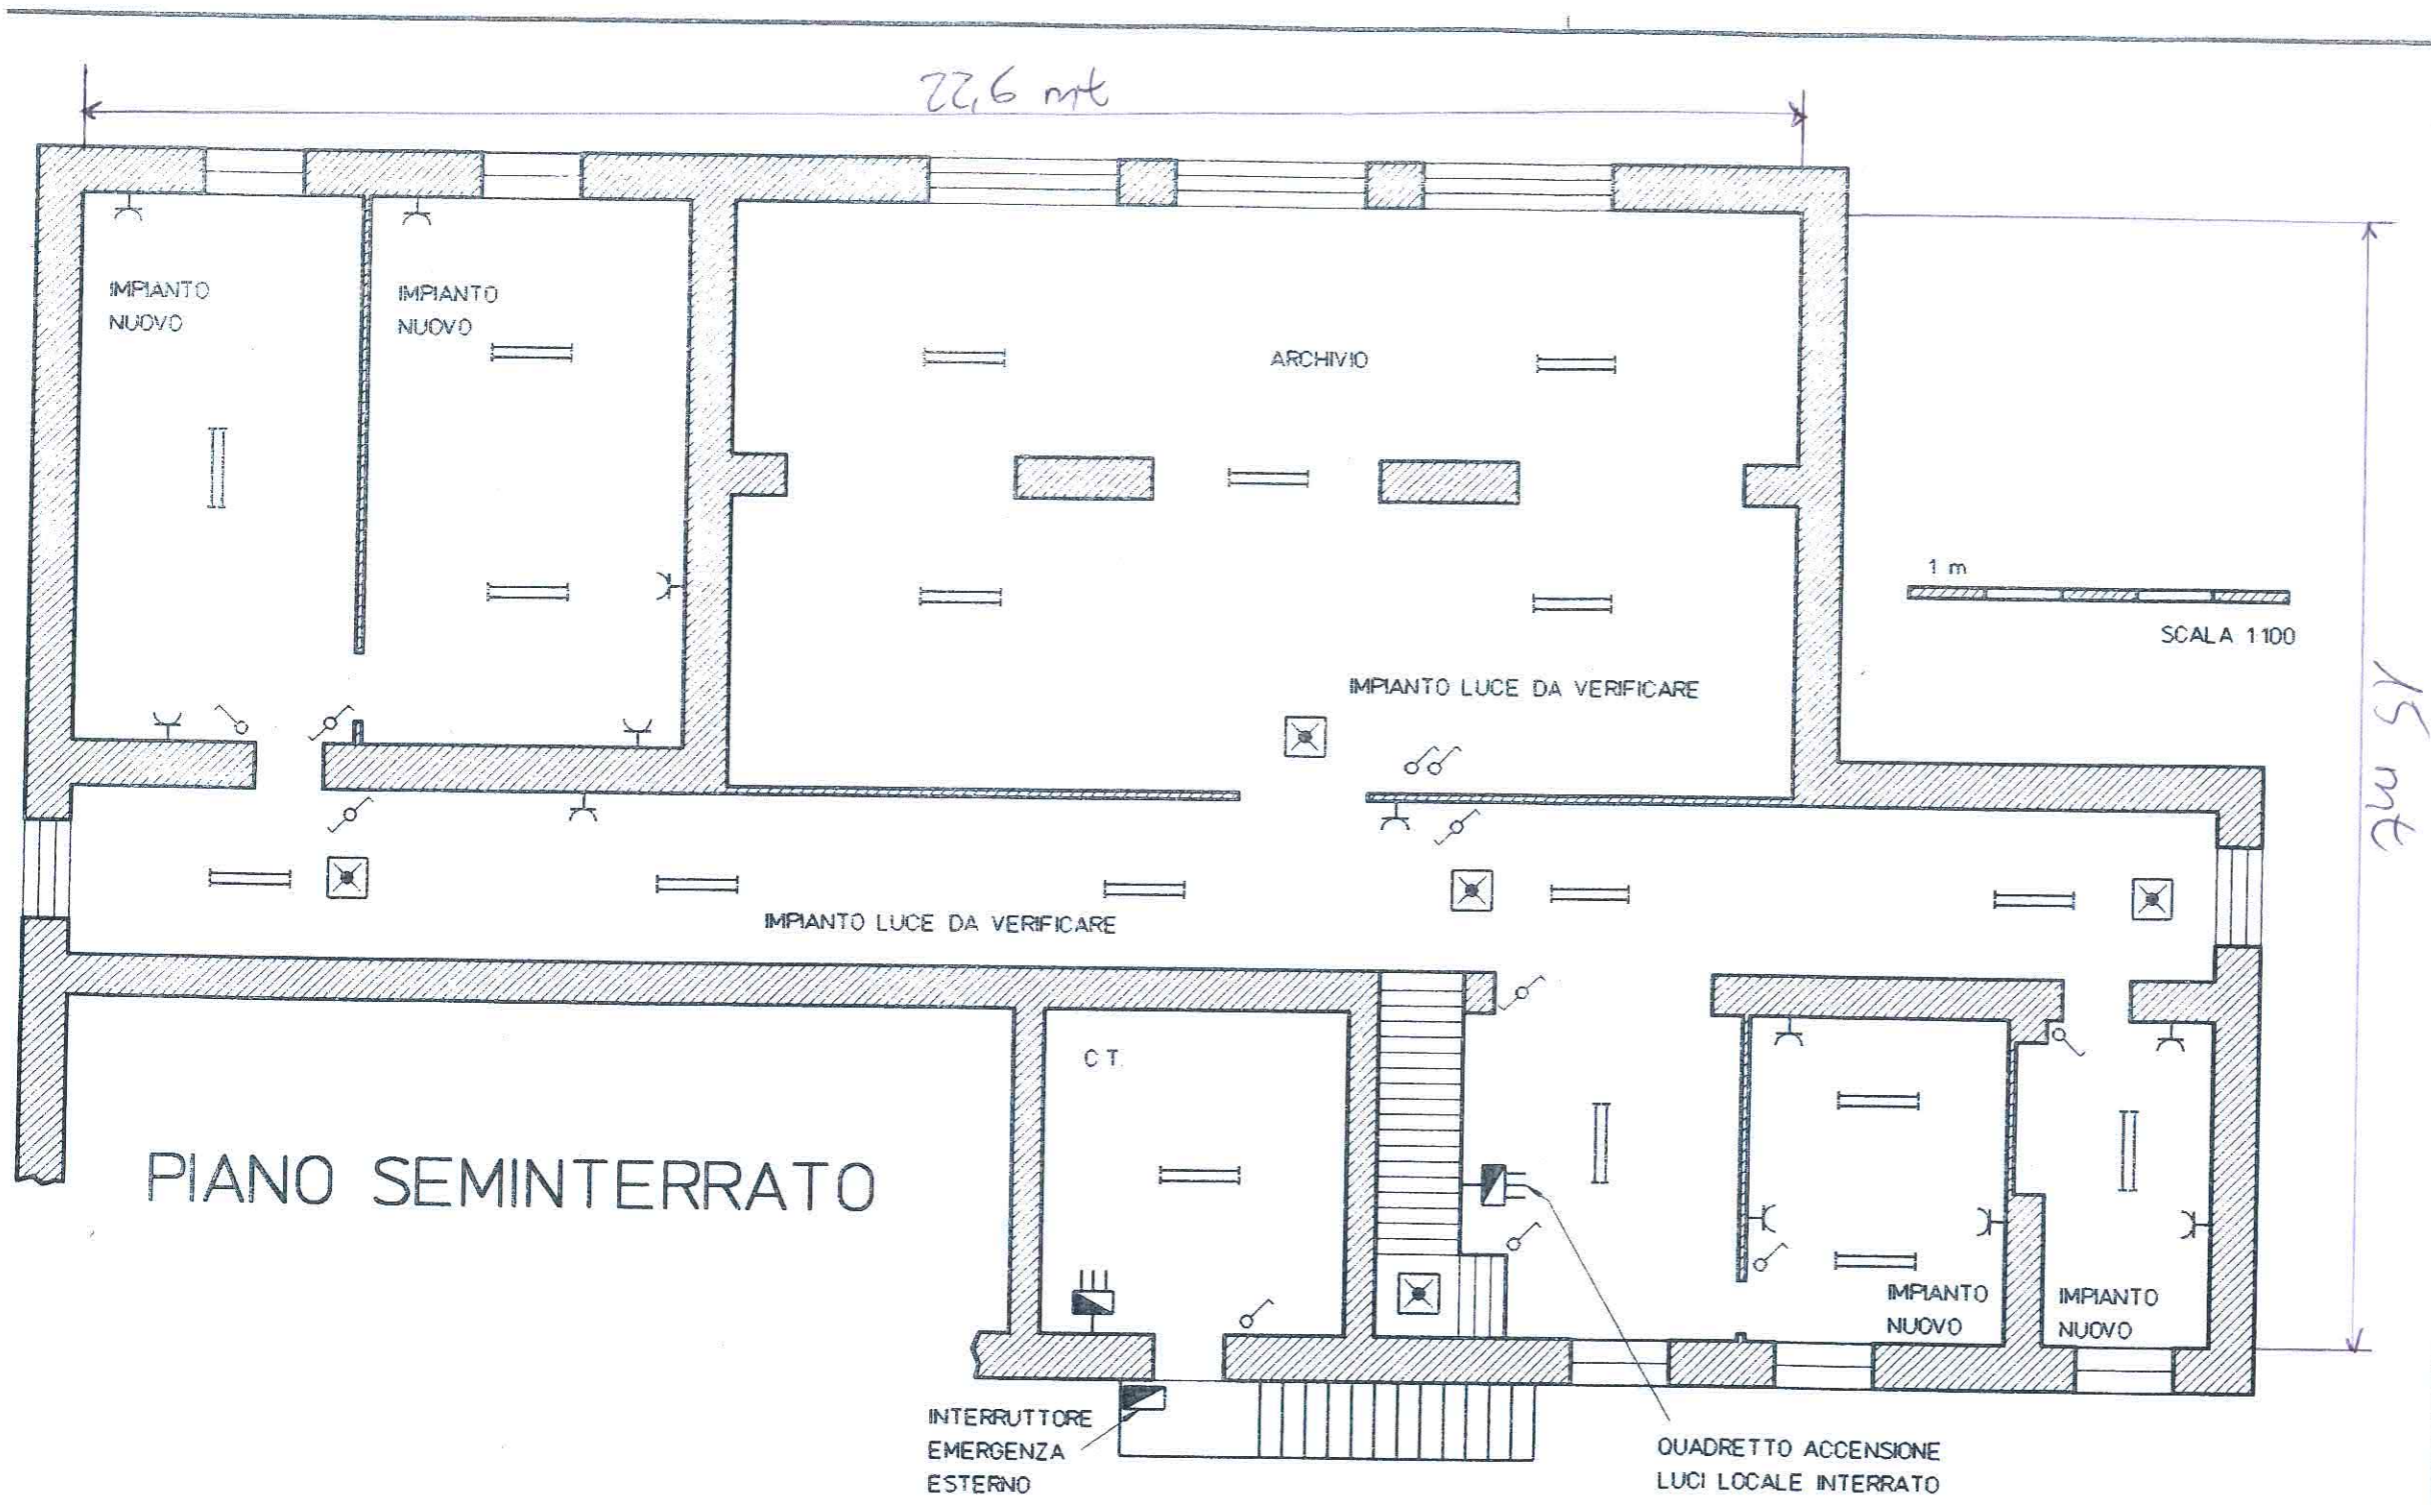 22,6 mt
IMPIANTO
NUOVO
IMPIANTO
NUOVO
ARCHIVIO
1 m
SCALA 1:100
15 mt
IMPIANTO LUCE DA VERIFICARE
IMPIANTO LUCE DA VERIFICARE
C.T.
PIANO SEMINTERRATO
IMPIANTO
NUOVO
IMPIANTO
NUOVO
INTERRUTTORE
EMERGENZA
ESTERNO
QUADRETTO ACCENSIONE
LUCI LOCALE INTERRATO